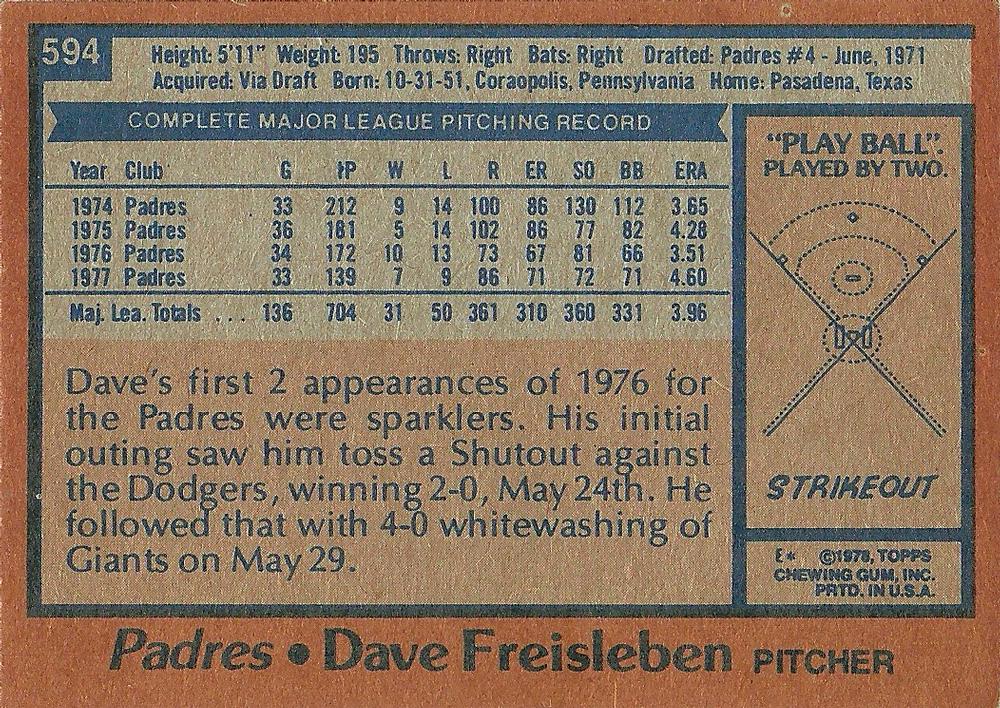 594
Height: 5'11" Weight: 195 Throws: Right Bats: Right Drafted: Padres #4 - June, 1971
Acquired: Via Draft Born: 10-31-51, Coraopolis, Pennsylvania Home: Pasadena, Texas
COMPLETE MAJOR LEAGUE PITCHING RECORD
Year Club G IP W L R ER SO BB ERA
1974 Padres 33 212 9 14 100 86 130 112 3.65
1975 Padres 36 181 5 14 102 86 77 82 4.28
1976 Padres 34 172 10 13 73 67 81 66 3.51
1977 Padres 33 139 7 9 86 71 72 71 4.60
Maj. Lea. Totals ... 136 704 31 50 361 310 360 331 3.96
Dave's first 2 appearances of 1976 for
the Padres were sparklers. His initial
outing saw him toss a Shutout against
the Dodgers, winning 2-0, May 24th. He
followed that with 4-0 whitewashing of
Giants on May 29.
"PLAY BALL".
PLAYED BY TWO.
STRIKEOUT
E* ©1978, TOPPS
CHEWING GUM, INC.
PRTD. IN U.S.A.
Padres • Dave Freisleben PITCHER